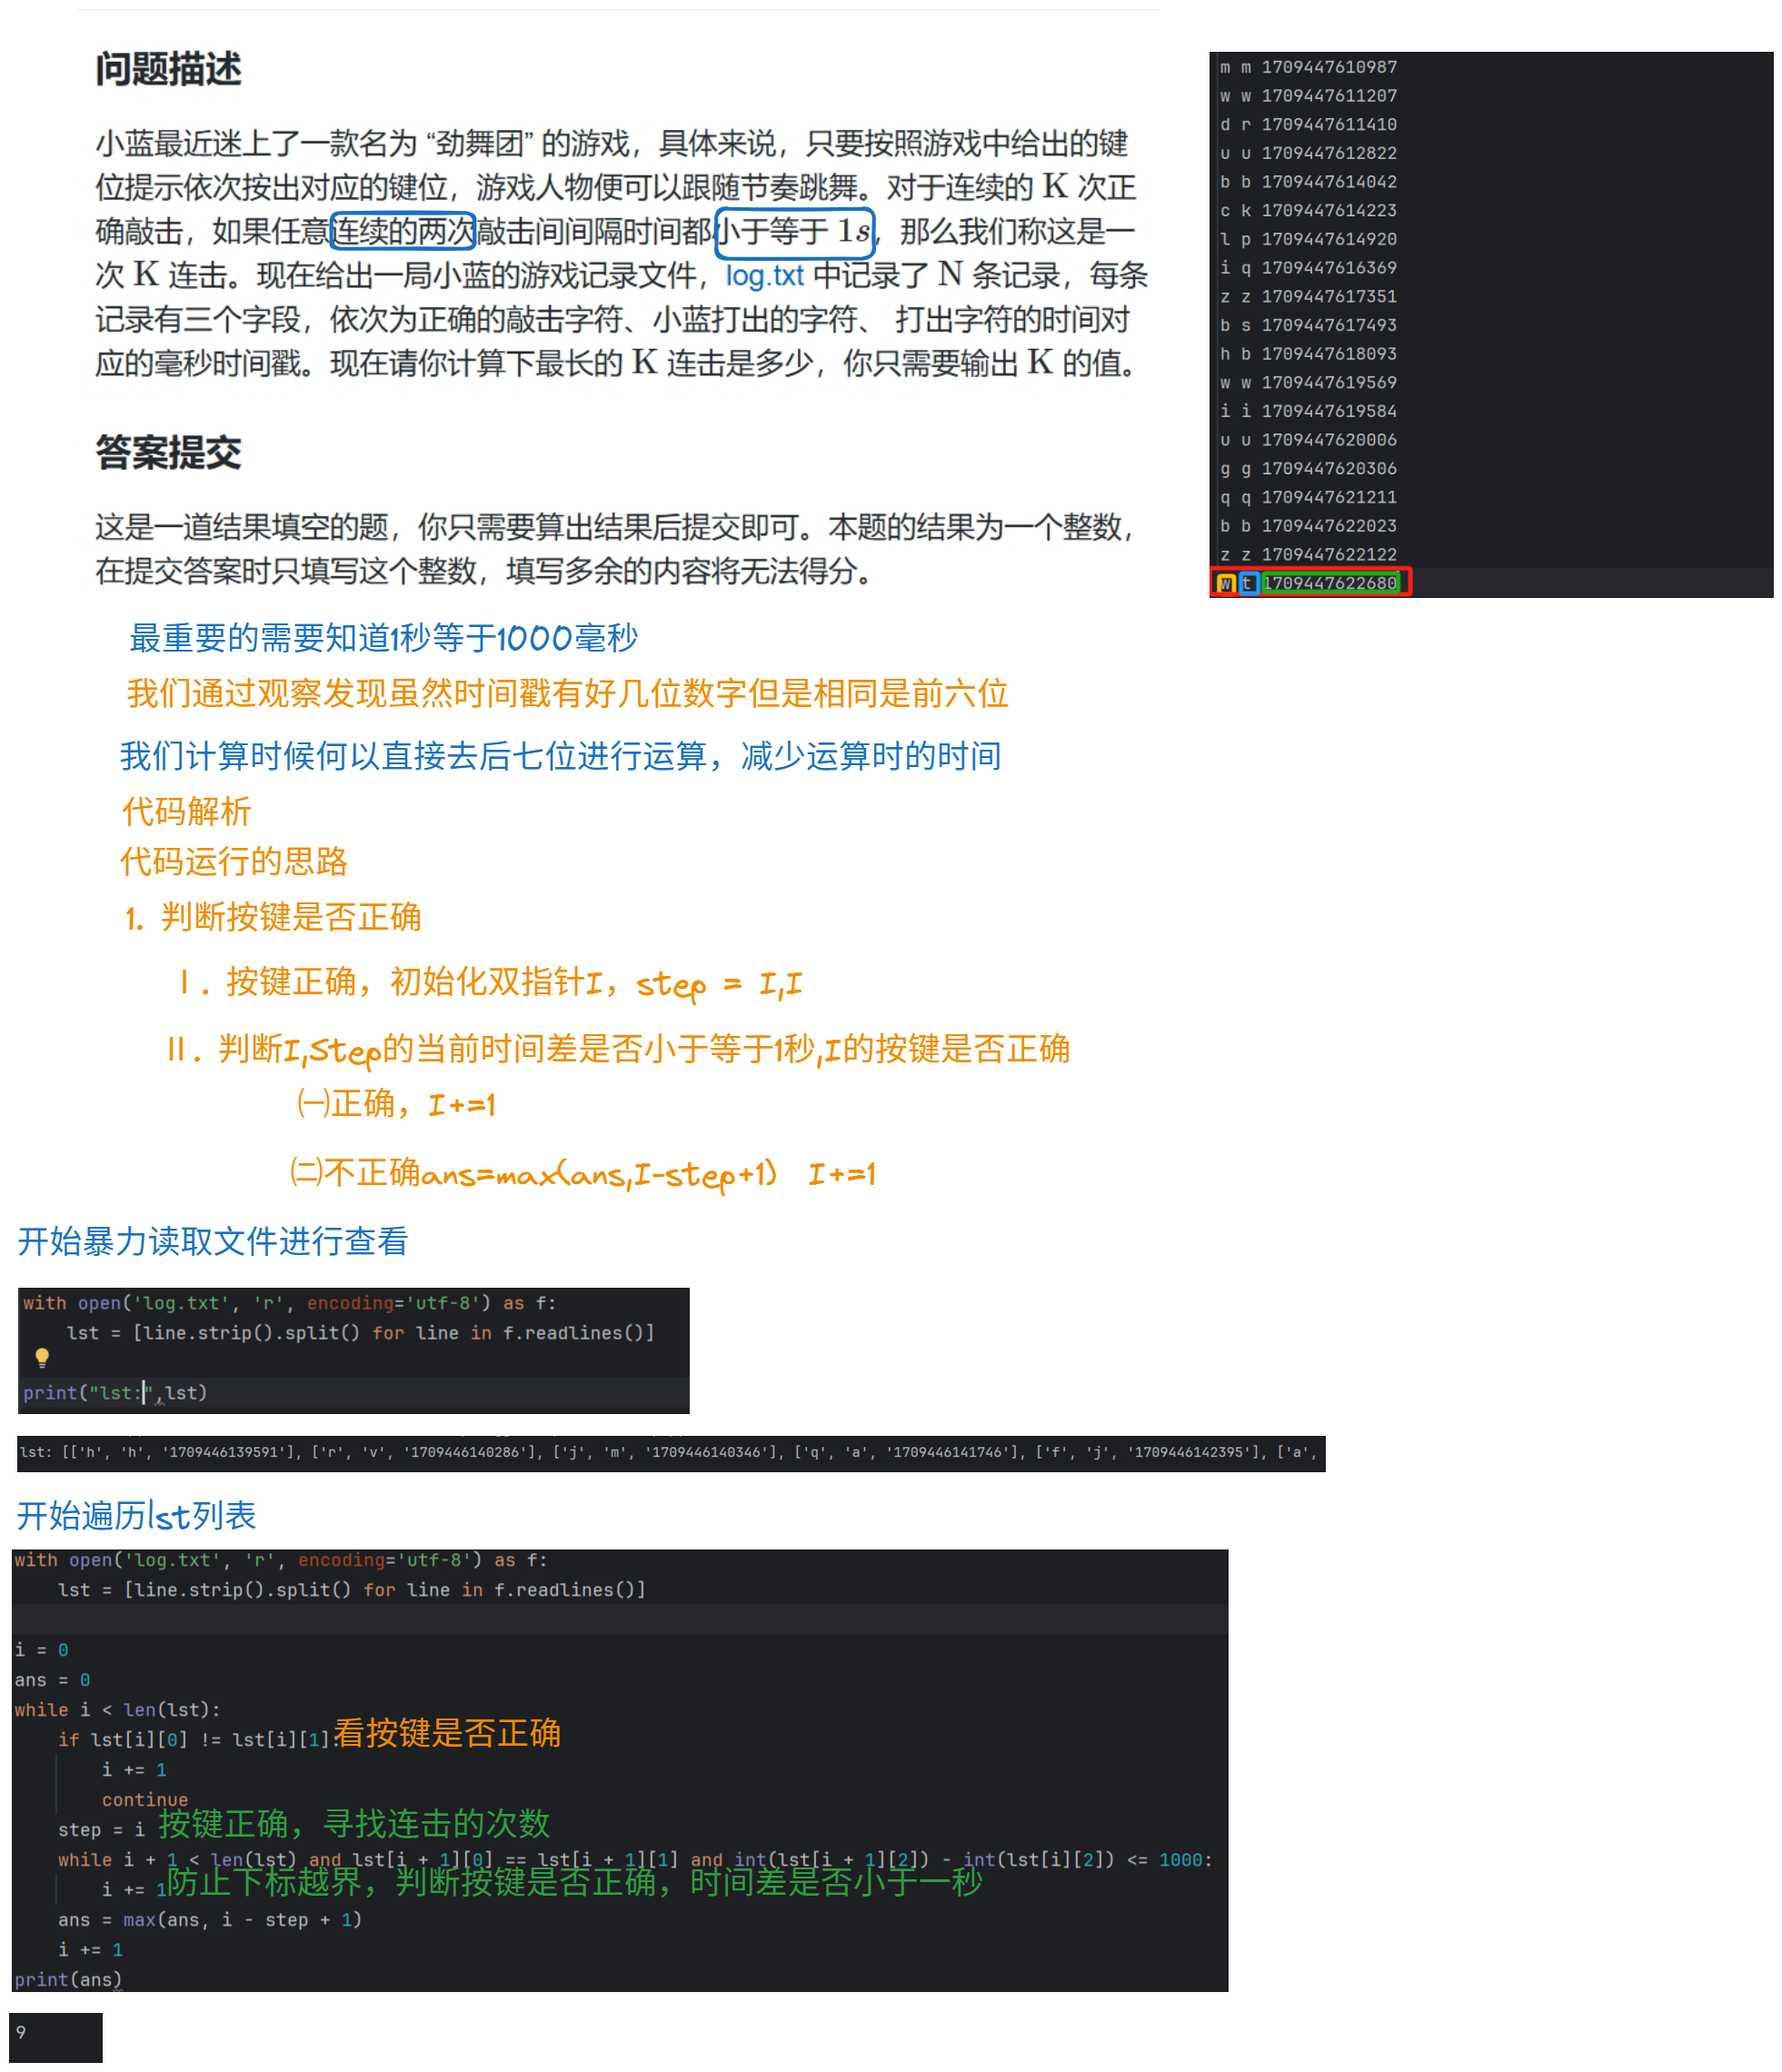 问题描述
小蓝最近迷上了一款名为 “劲舞团” 的游戏，具体来说，只要按照游戏中给出的键
位提示依次按出对应的键位，游戏人物便可以跟随节奏跳舞。对于连续的 K 次正
确敲击，如果任意连续的两次敲击间间隔时间都小于等于 1s，那么我们称这是一
次 K 连击。现在给出一局小蓝的游戏记录文件，log.txt 中记录了 N 条记录，每条
记录有三个字段，依次为正确的敲击字符、小蓝打出的字符、 打出字符的时间对
应的毫秒时间戳。现在请你计算下最长的 K 连击是多少，你只需要输出 K 的值。
答案提交
这是一道结果填空的题，你只需要算出结果后提交即可。本题的结果为一个整数，
在提交答案时只填写这个整数，填写多余的内容将无法得分。
m m 1709447610987
w w 1709447611207
d r 1709447611410
u u 1709447612822
b b 1709447614042
c k 1709447614223
l p 1709447614920
i q 1709447616369
z z 1709447617351
b s 1709447617493
h b 1709447618093
w w 1709447619569
i i 1709447619584
u u 1709447620006
g g 1709447620306
q q 1709447621211
b b 1709447622023
z z 1709447622122
w t 1709447622680
最重要的需要知道1秒等于1000毫秒
我们通过观察发现虽然时间戳有好几位数字但是相同是前六位
我们计算时候何以直接去后七位进行运算，减少运算时的时间
代码解析
代码运行的思路
1. 判断按键是否正确
Ⅰ. 按键正确，初始化双指针I，step = I,I
Ⅱ. 判断I,Step的当前时间差是否小于等于1秒,I的按键是否正确
㈠正确，I+=1
㈡不正确ans=max(ans,I-step+1) I+=1
开始暴力读取文件进行查看
with open('log.txt', 'r', encoding='utf-8') as f:
lst = [line.strip().split() for line in f.readlines()]
print("lst:",lst)
lst: [['h', 'h', '1709446139591'], ['r', 'v', '1709446140286'], ['j', 'm', '1709446140346'], ['q', 'a', '1709446141746'], ['f', 'j', '1709446142395'], ['a',
开始遍历lst列表
with open('log.txt', 'r', encoding='utf-8') as f:
lst = [line.strip().split() for line in f.readlines()]
i = 0
ans = 0
while i < len(lst):
if lst[i][0] != lst[i][1]:看按键是否正确
i += 1
continue
step = i 按键正确，寻找连击的次数
while i + 1 < len(lst) and lst[i + 1][0] == lst[i + 1][1] and int(lst[i + 1][2]) - int(lst[i][2]) <= 1000:
i += 1防止下标越界，判断按键是否正确，时间差是否小于一秒
ans = max(ans, i - step + 1)
i += 1
print(ans)
9